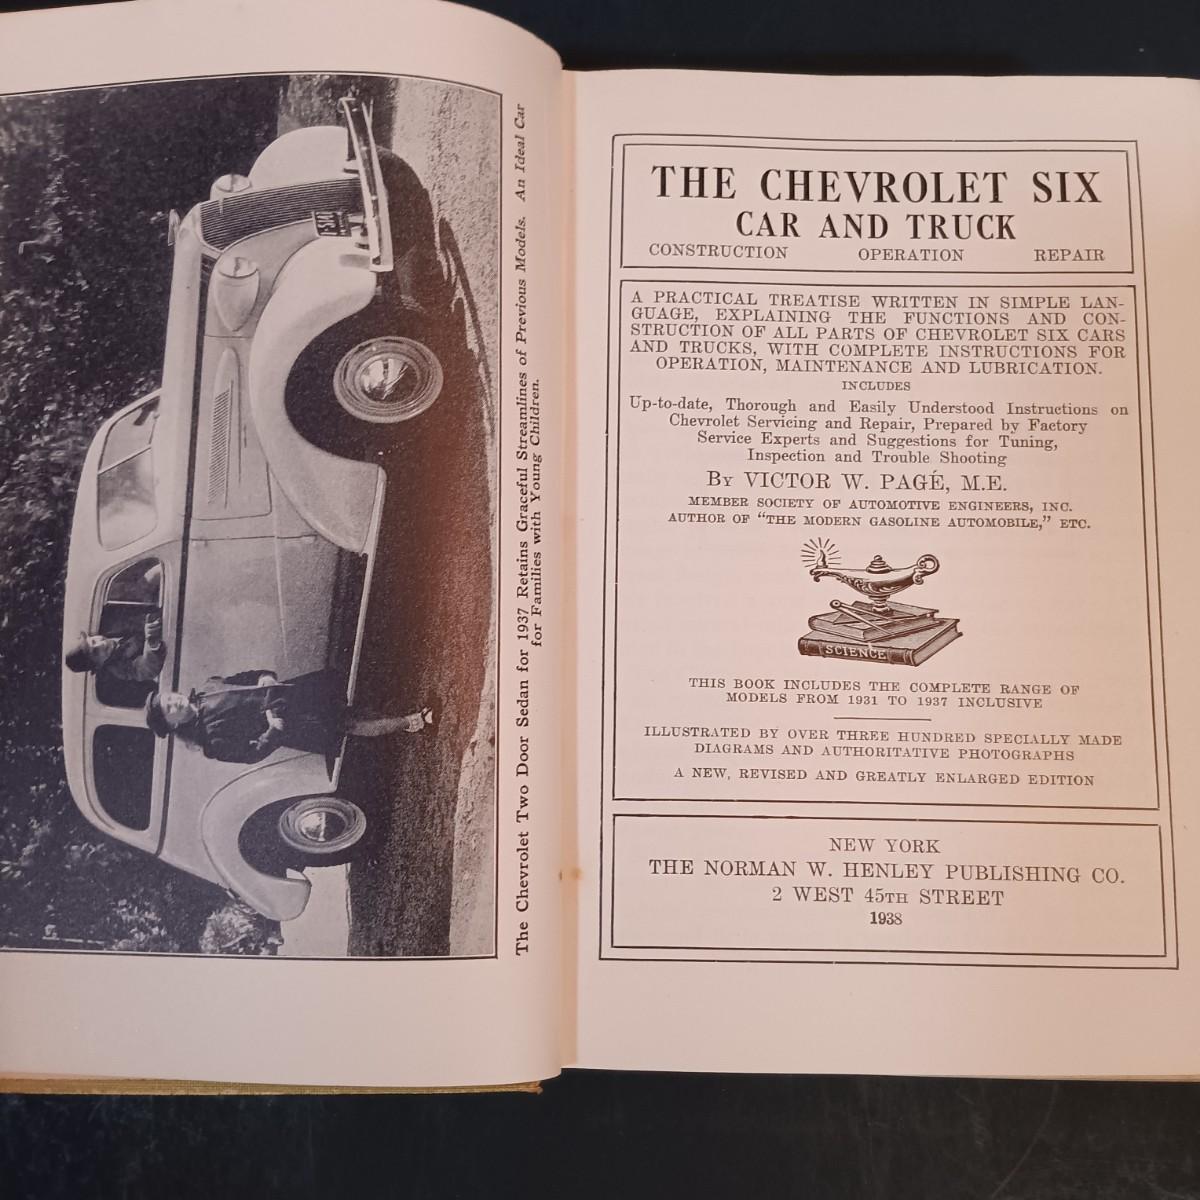 The Chevrolet Two Door Sedan for 1937 Retains Graceful Streamlines of Previous Models. An Ideal Car
for Families with Young Children.
THE CHEVROLET SIX
CAR AND TRUCK
CONSTRUCTION OPERATION REPAIR
A PRACTICAL TREATISE WRITTEN IN SIMPLE LAN-
GUAGE, EXPLAINING THE FUNCTIONS AND CON-
STRUCTION OF ALL PARTS OF CHEVROLET SIX CARS
AND TRUCKS, WITH COMPLETE INSTRUCTIONS FOR
OPERATION, MAINTENANCE AND LUBRICATION.
INCLUDES
Up-to-date, Thorough and Easily Understood Instructions on
Chevrolet Servicing and Repair, Prepared by Factory
Service Experts and Suggestions for Tuning,
Inspection and Trouble Shooting
BY VICTOR W. PAGÉ, M.E.
MEMBER SOCIETY OF AUTOMOTIVE ENGINEERS, INC.
AUTHOR OF "THE MODERN GASOLINE AUTOMOBILE," ETC.
SCIENCE
THIS BOOK INCLUDES THE COMPLETE RANGE OF
MODELS FROM 1931 TO 1937 INCLUSIVE
ILLUSTRATED BY OVER THREE HUNDRED SPECIALLY MADE
DIAGRAMS AND AUTHORITATIVE PHOTOGRAPHS
A NEW, REVISED AND GREATLY ENLARGED EDITION
NEW YORK
THE NORMAN W. HENLEY PUBLISHING CO.
2 WEST 45TH STREET
1938